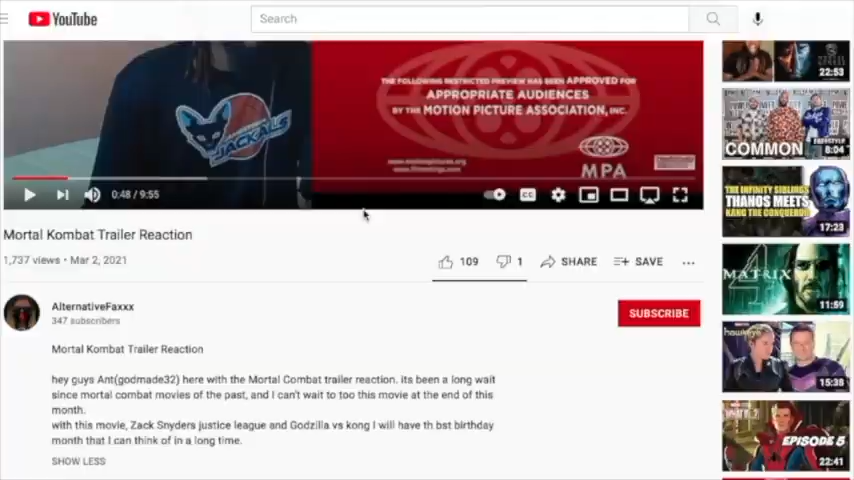 YouTube
Search
JACKALS
THE FOLLOWING RESTRICTED PREVIEW HAS BEEN APPROVED FOR
APPROPRIATE AUDIENCES
BY THE MOTION PICTURE ASSOCIATION, INC.
MPA
0:48 / 9:55
CC
Mortal Kombat Trailer Reaction
1,737 views • Mar 2, 2021
109
1
SHARE
SAVE
AlternativeFaxxx
347 subscribers
SUBSCRIBE
Mortal Kombat Trailer Reaction
hey guys Ant(godmade32) here with the Mortal Combat trailer reaction. its been a long wait
since mortal combat movies of the past, and I can't wait to too this movie at the end of this
month.
with this movie, Zack Snyders justice league and Godzilla vs kong I will have th bst birthday
month that I can think of in a long time.
SHOW LESS
22:53
COMMON
FREESTYLE
8:04
THE INFINITY SIBLINGS
THANOS MEETS
KANG THE CONQUEROR
17:23
MATRIX
4
11:59
hawkeye
15:38
EPISODE 5
22:41